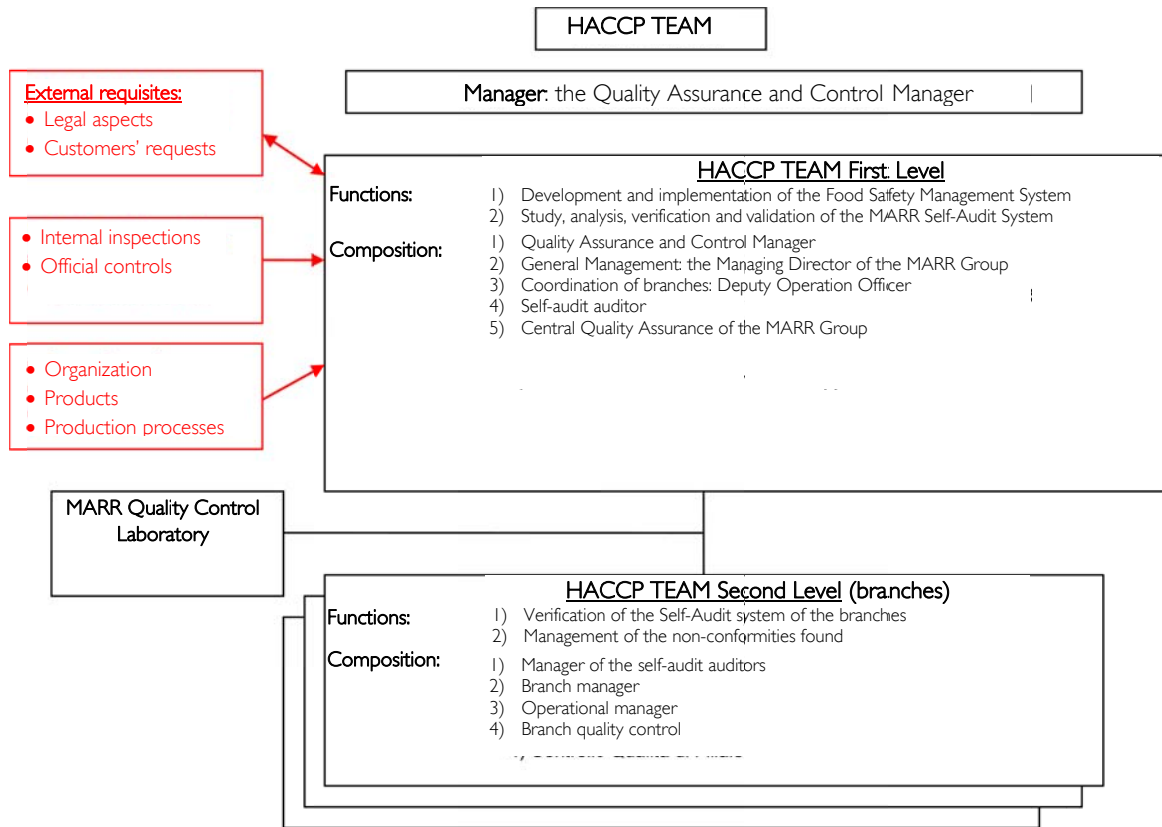 HACCP TEAM
Manager: the Quality Assurance and Control Manager
External requisites:
• Legal aspects
• Customers' requests
• Internal inspections
• Official controls
• Organization
• Products
• Production processes
HACCP TEAM First Level
Functions:
1) Development and implementation of the Food Safety Management System
2) Study, analysis, verification and validation of the MARR Self-Audit System
Composition:
1) Quality Assurance and Control Manager
2) General Management: the Managing Director of the MARR Group
3) Coordination of branches: Deputy Operation Officer
4) Self-audit auditor
5) Central Quality Assurance of the MARR Group
MARR Quality Control
Laboratory
HACCP TEAM Second Level (branches)
Functions:
1) Verification of the Self-Audit system of the branches
2) Management of the non-conformities found
Composition:
1) Manager of the self-audit auditors
2) Branch manager
3) Operational manager
4) Branch quality control